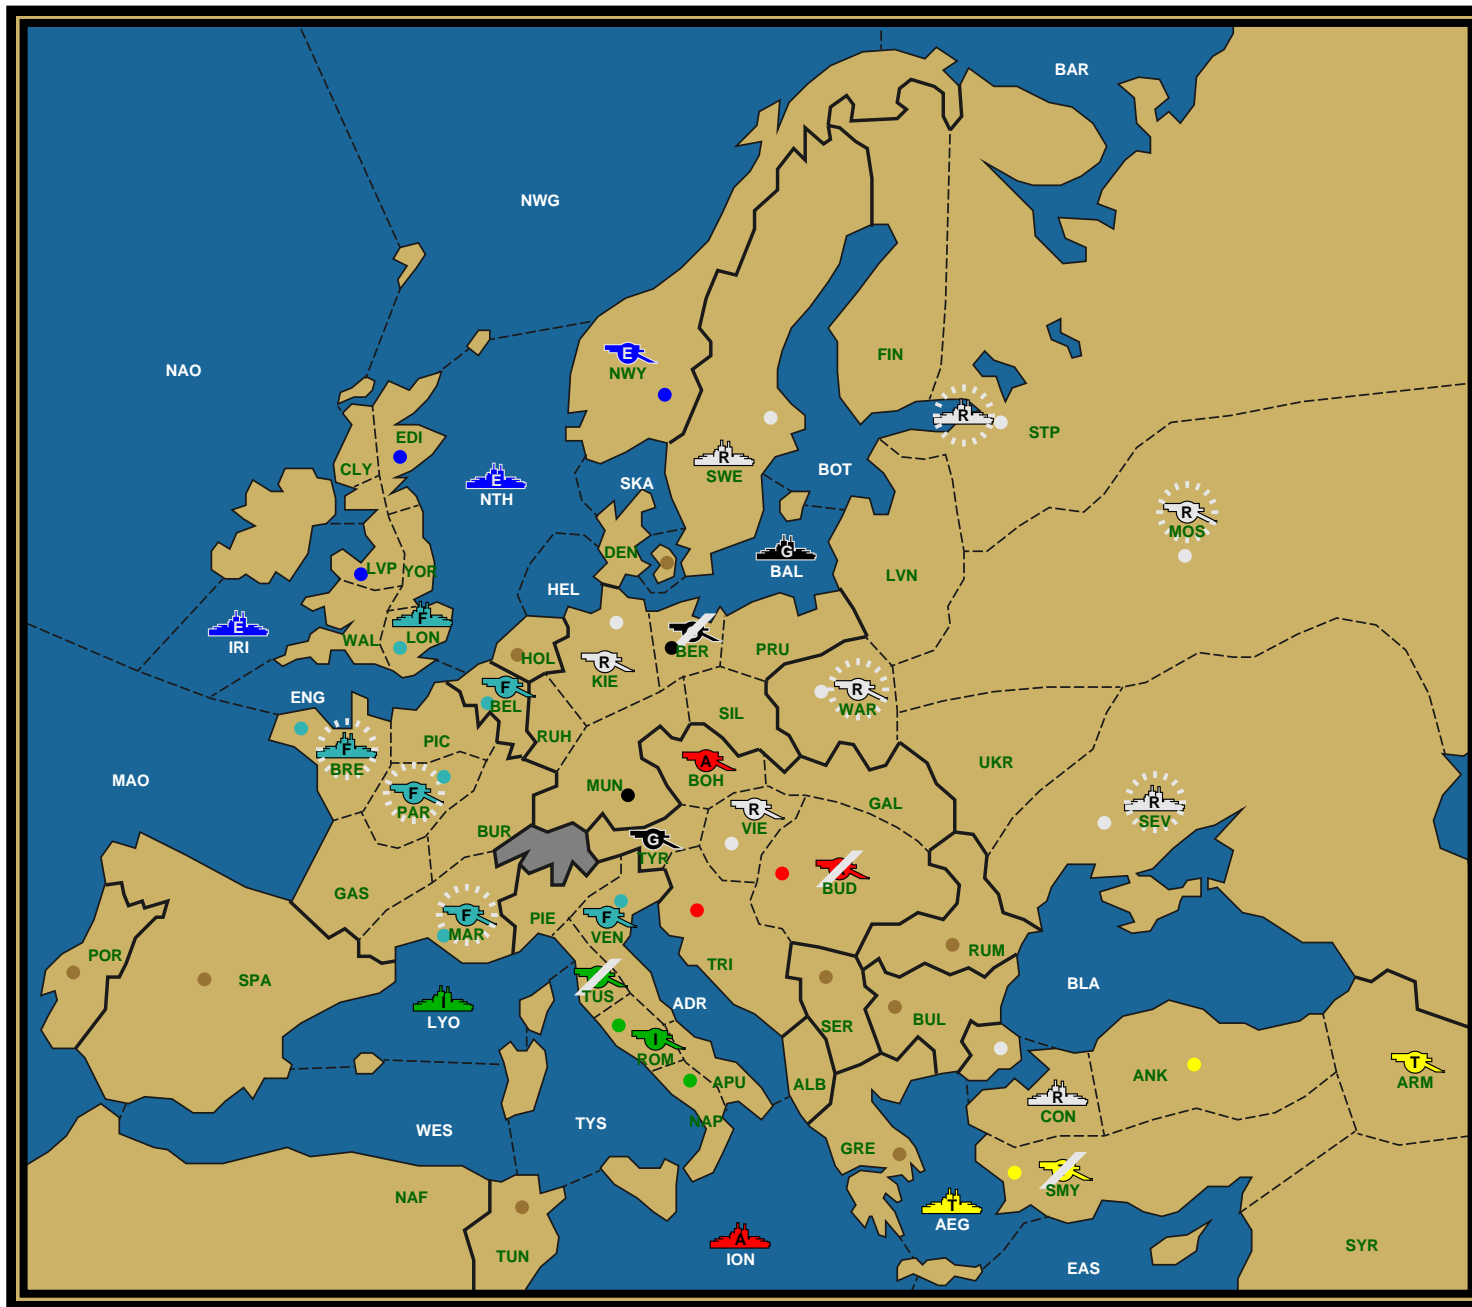 BAR
NWG
NAO
E
NWY
FIN
R
STP
EDI
CLY
R
SWE
BOT
E
NTH
SKA
R
MOS
DEN
G
BAL
LVP
YOR
LVN
HEL
F
LON
E
IRI
WAL
BER
PRU
HOL
R
KIE
ENG
F
BEL
R
WAR
SIL
PIC
RUH
F
BRE
A
BOH
UKR
MAO
MUN
F
PAR
R
VIE
GAL
R
SEV
BUR
G
TYR
BUD
GAS
F
MAR
PIE
F
VEN
POR
SPA
TRI
RUM
TUS
BLA
I
LYO
ADR
SER
BUL
I
ROM
ANK
T
ARM
APU
ALB
R
CON
WES
TYS
NAP
GRE
SMY
NAF
T
AEG
A
ION
TUN
SYR
EAS